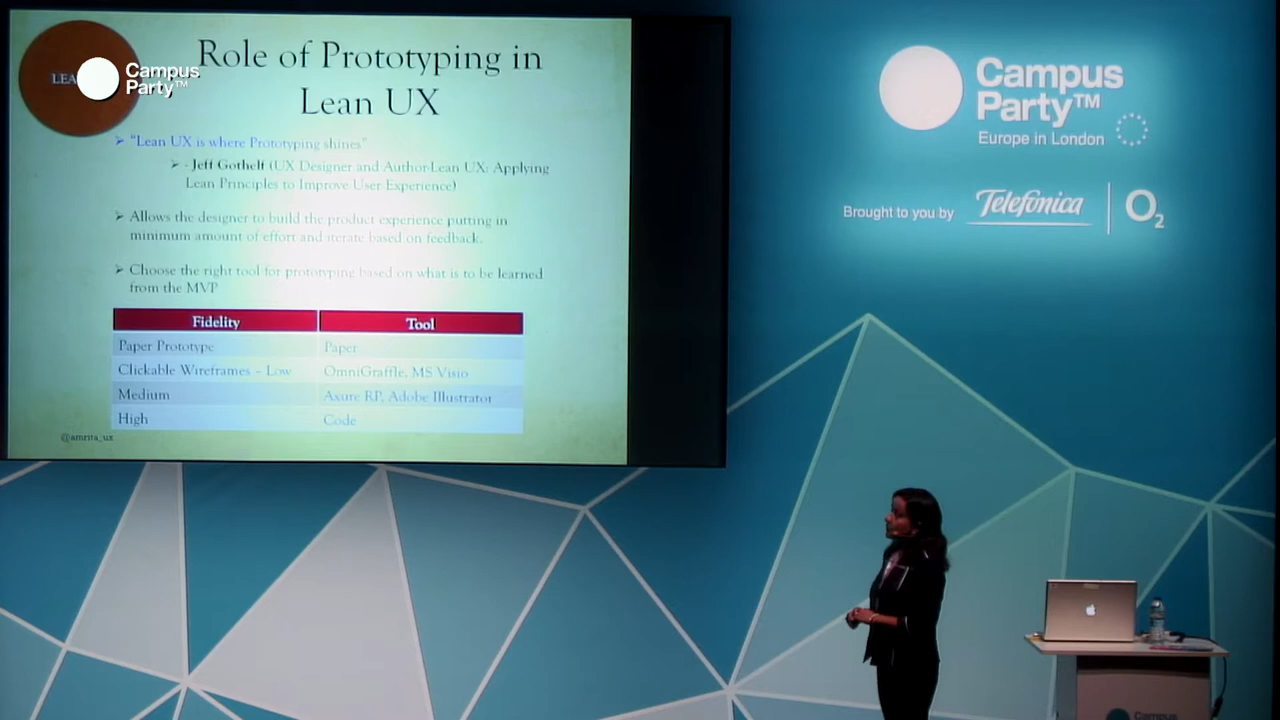 Role of Prototyping in
Lean UX
LEA
Campus
Party™
➢ "Lean UX is where Prototyping shines"
➢ - Jeff Gothelf (UX Designer and Author-Lean UX: Applying
Lean Principles to Improve User Experience)
➢ Allows the designer to build the product experience putting in
minimum amount of effort and iterate based on feedback.
➢ Choose the right tool for prototyping based on what is to be learned
from the MVP
Fidelity Tool
Paper Prototype Paper
Clickable Wireframes – Low OmniGraffle, MS Visio
Medium Axure RP, Adobe Illustrator
High Code
@amrita_ux
Campus
Party™
Europe in London
Brought to you by Telefónica O2
Campus